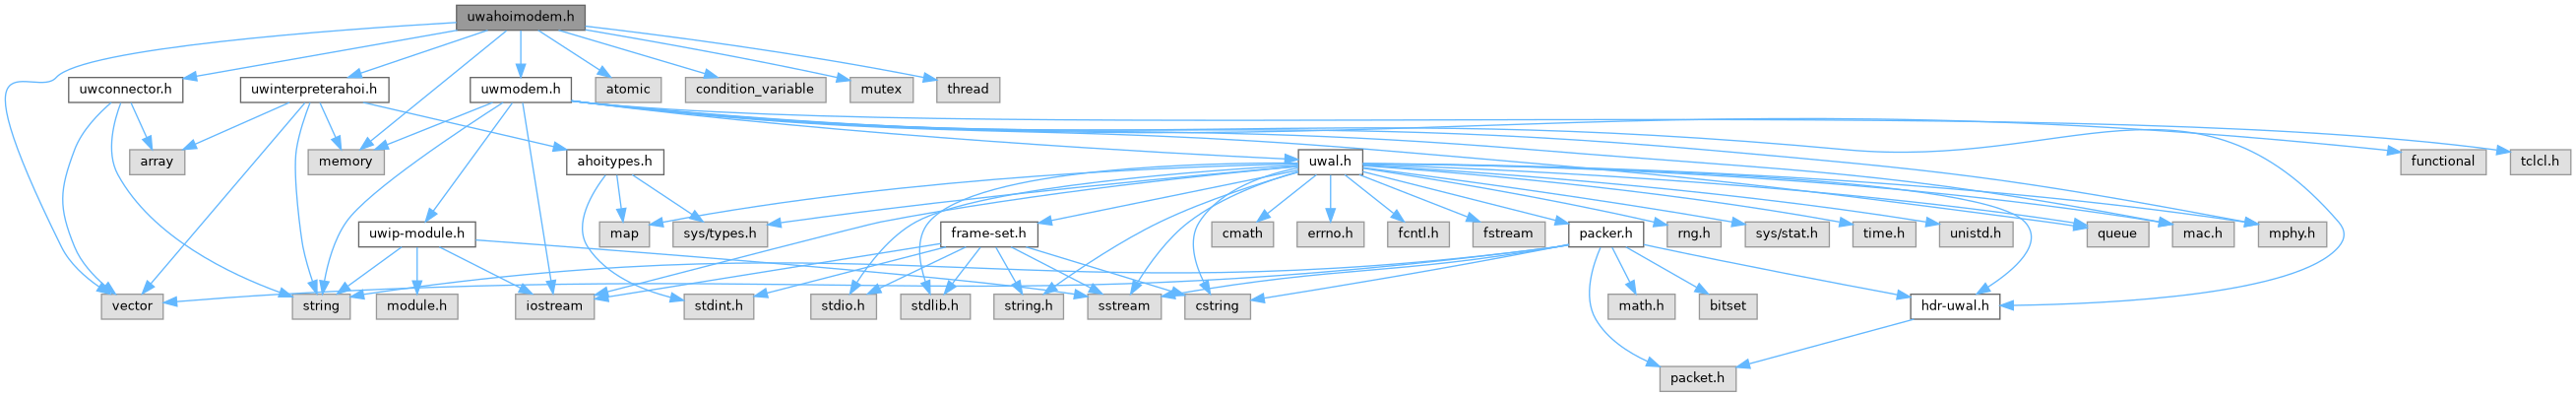 uwahoimodem.h
uwconnector.h
uwinterpreterahoi.h
uwmodem.h
atomic
condition_variable
mutex
thread
array
memory
ahoitypes.h
uwal.h
functional
tclcl.h
uwip-module.h
map
sys/types.h
frame-set.h
cmath
errno.h
fcntl.h
fstream
packer.h
rng.h
sys/stat.h
time.h
unistd.h
queue
mac.h
mphy.h
vector
string
module.h
iostream
stdint.h
stdio.h
stdlib.h
string.h
sstream
cstring
math.h
bitset
hdr-uwal.h
packet.h